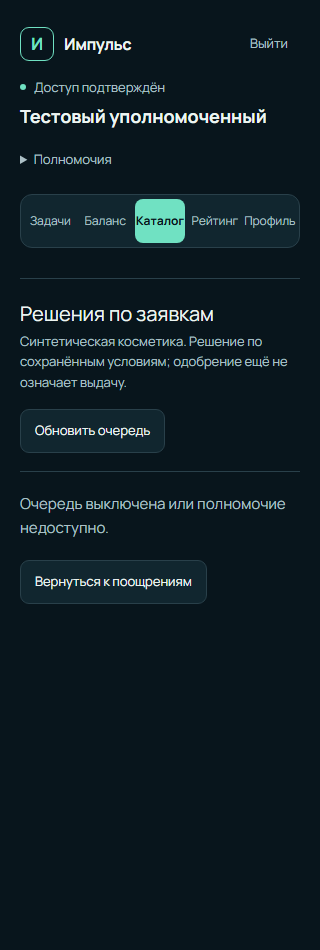 И Импульс Выйти
Доступ подтверждён
Тестовый уполномоченный
Полномочия
Задачи Баланс Каталог Рейтинг Профиль
Решения по заявкам
Синтетическая косметика. Решение по
сохранённым условиям; одобрение ещё не
означает выдачу.
Обновить очередь
Очередь выключена или полномочие
недоступно.
Вернуться к поощрениям